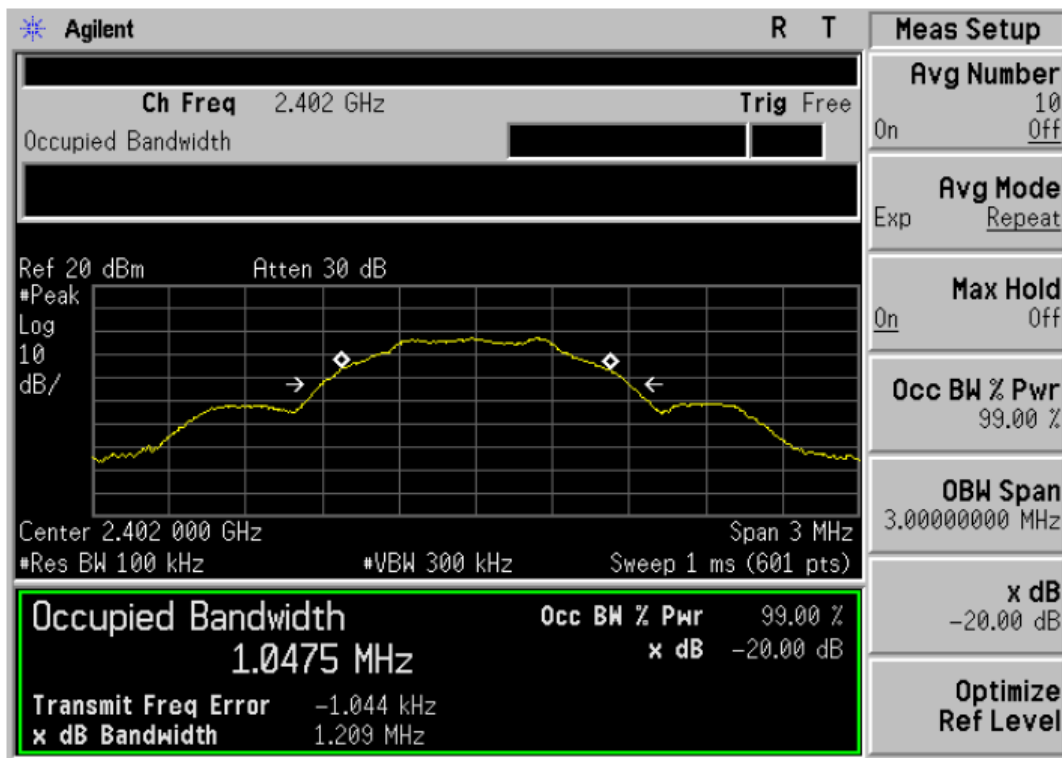 Agilent R T
Ch Freq 2.402 GHz Trig Free
Occupied Bandwidth
Ref 20 dBm Atten 30 dB
#Peak
Log
10
dB/
Center 2.402 000 GHz Span 3 MHz
#Res BW 100 kHz #VBW 300 kHz Sweep 1 ms (601 pts)
Occupied Bandwidth Occ BW % Pwr 99.00 %
1.0475 MHz x dB -20.00 dB
Transmit Freq Error -1.044 kHz
x dB Bandwidth 1.209 MHz
Meas Setup
Avg Number
10
On Off
Avg Mode
Exp Repeat
Max Hold
On Off
Occ BW % Pwr
99.00 %
OBW Span
3.00000000 MHz
x dB
-20.00 dB
Optimize
Ref Level